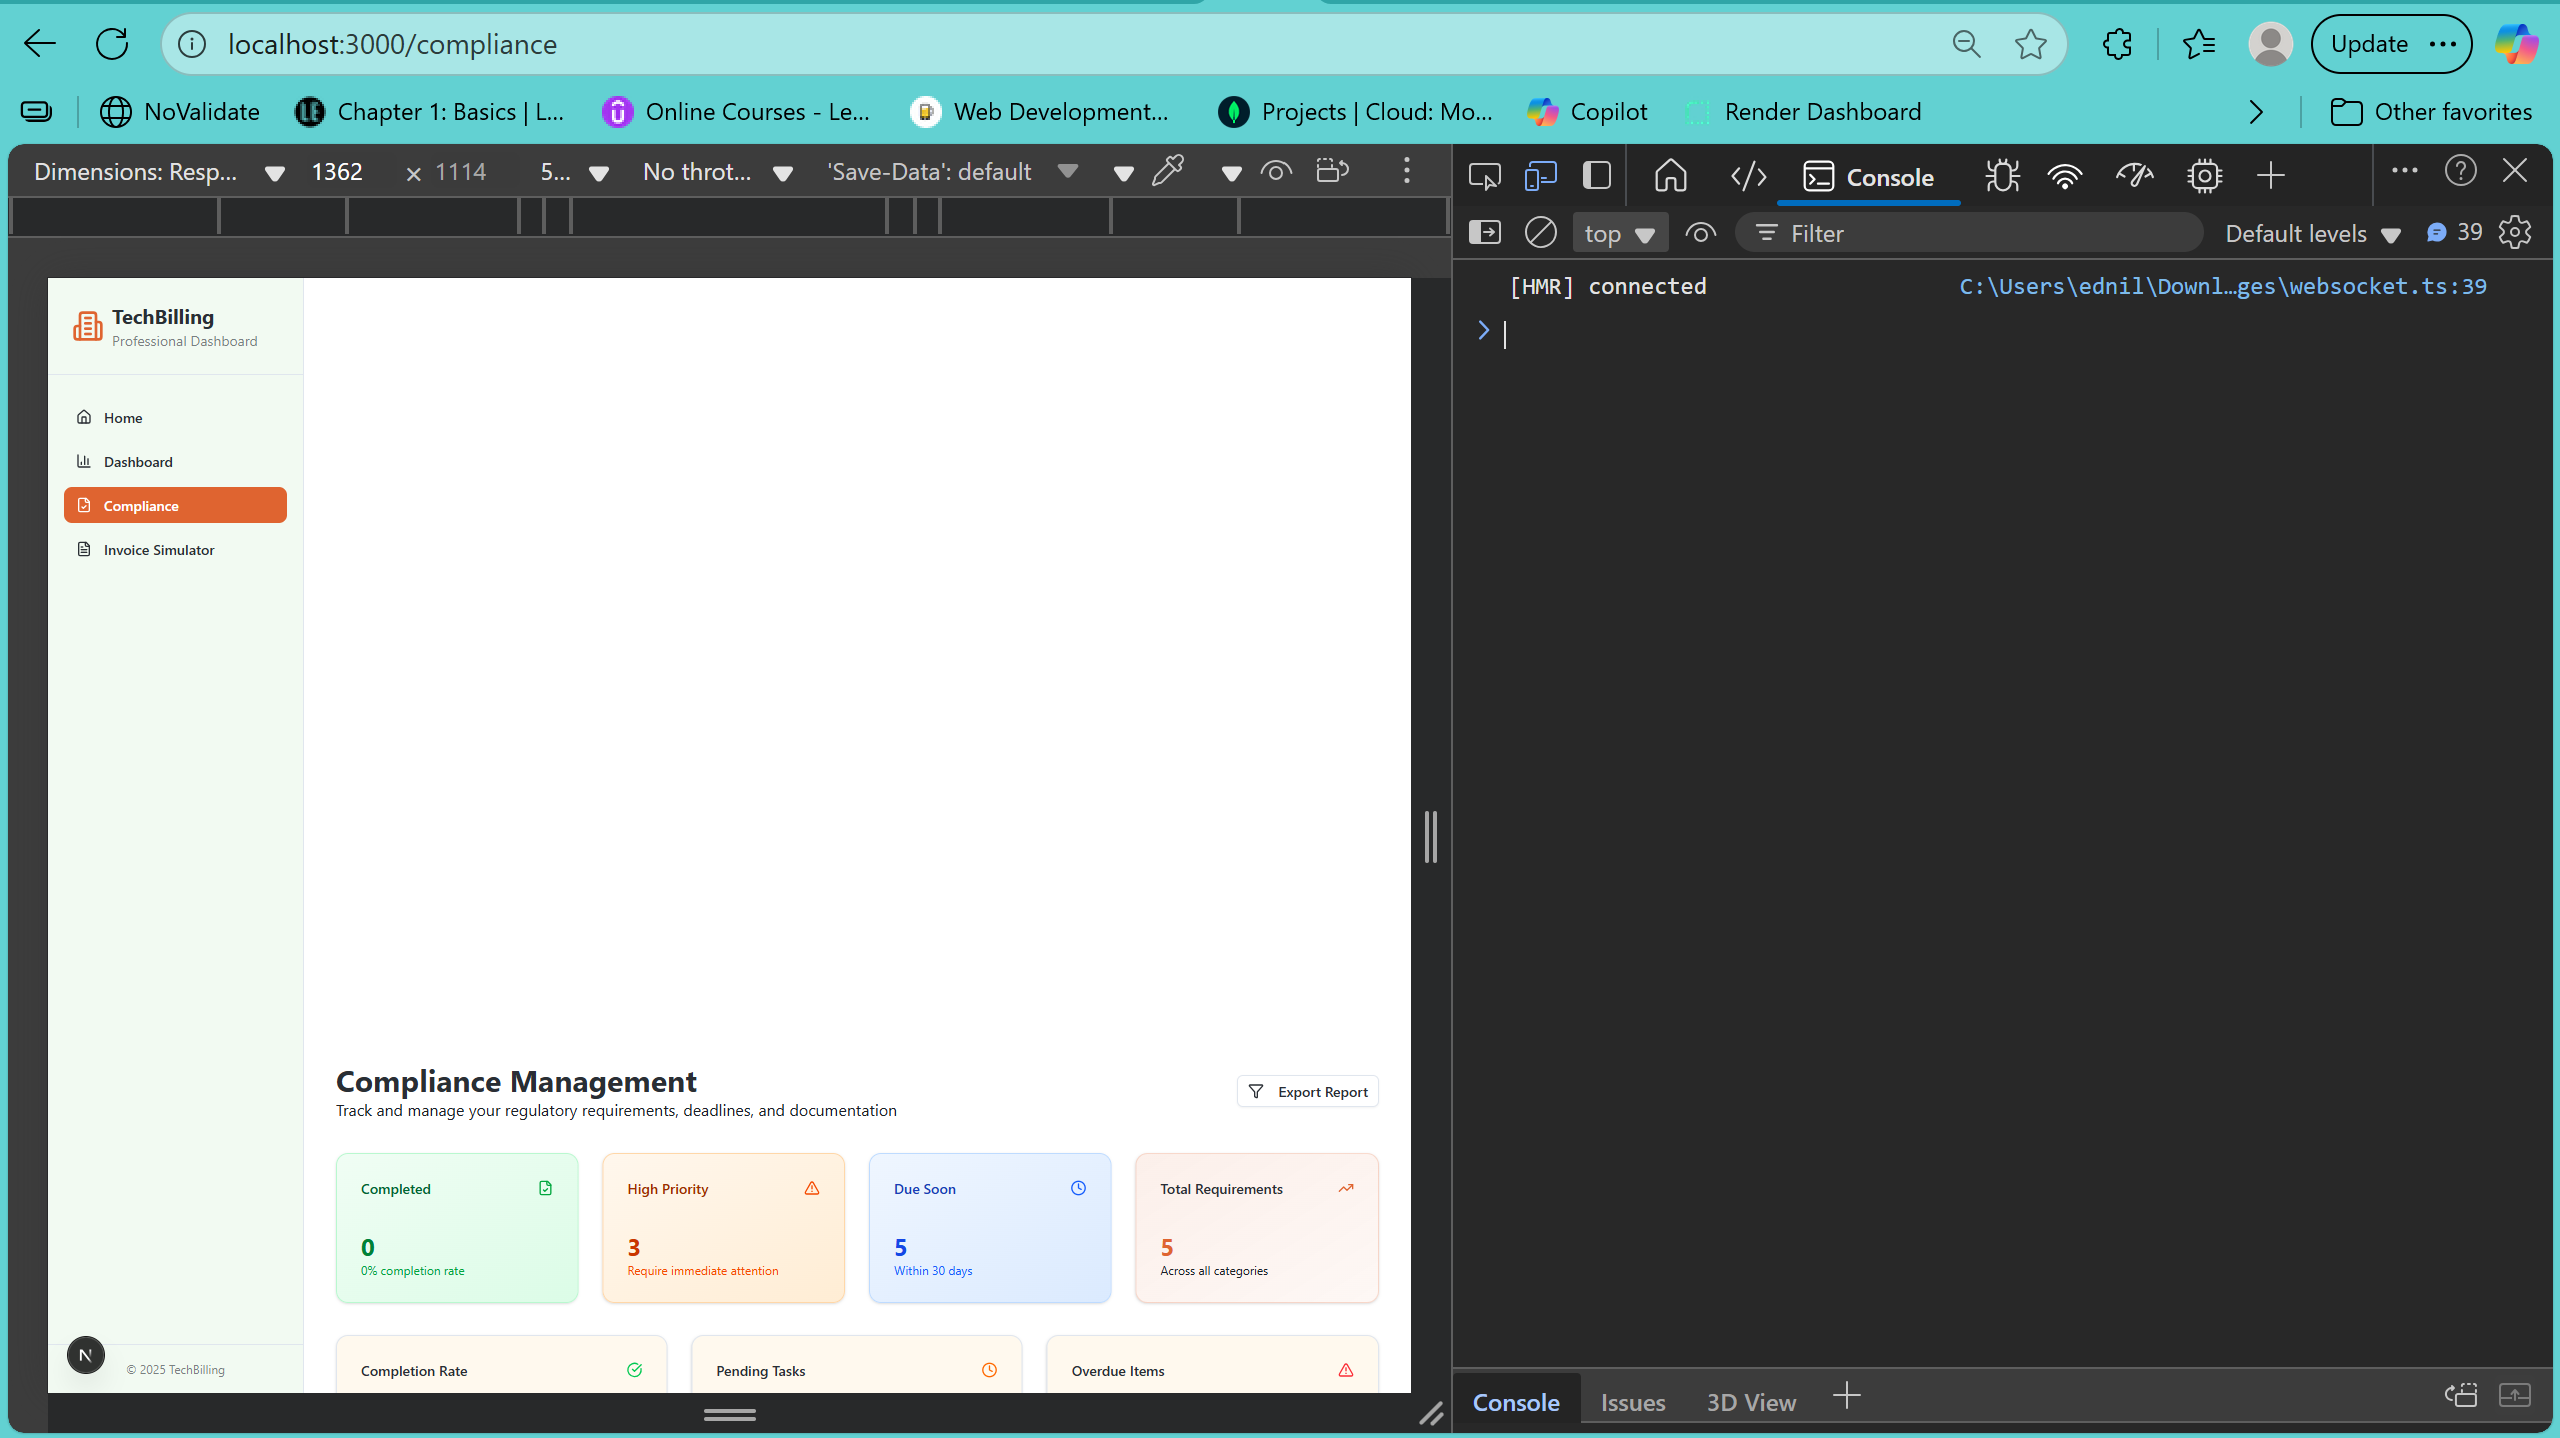 localhost:3000/compliance
Update
NoValidate
Chapter 1: Basics | L...
Online Courses - Le...
Web Development...
Projects | Cloud: Mo...
Copilot
Render Dashboard
Other favorites
Dimensions: Resp...
1362
× 1114
5...
No throt...
'Save-Data': default
Console
top
Filter
Default levels
39
[HMR] connected
C:\Users\ednil\Downl…ges\websocket.ts:39
TechBilling
Professional Dashboard
Home
Dashboard
Compliance
Invoice Simulator
N
© 2025 TechBilling
Compliance Management
Track and manage your regulatory requirements, deadlines, and documentation
Export Report
Completed
0
0% completion rate
High Priority
3
Require immediate attention
Due Soon
5
Within 30 days
Total Requirements
5
Across all categories
Completion Rate
Pending Tasks
Overdue Items
Console
Issues
3D View